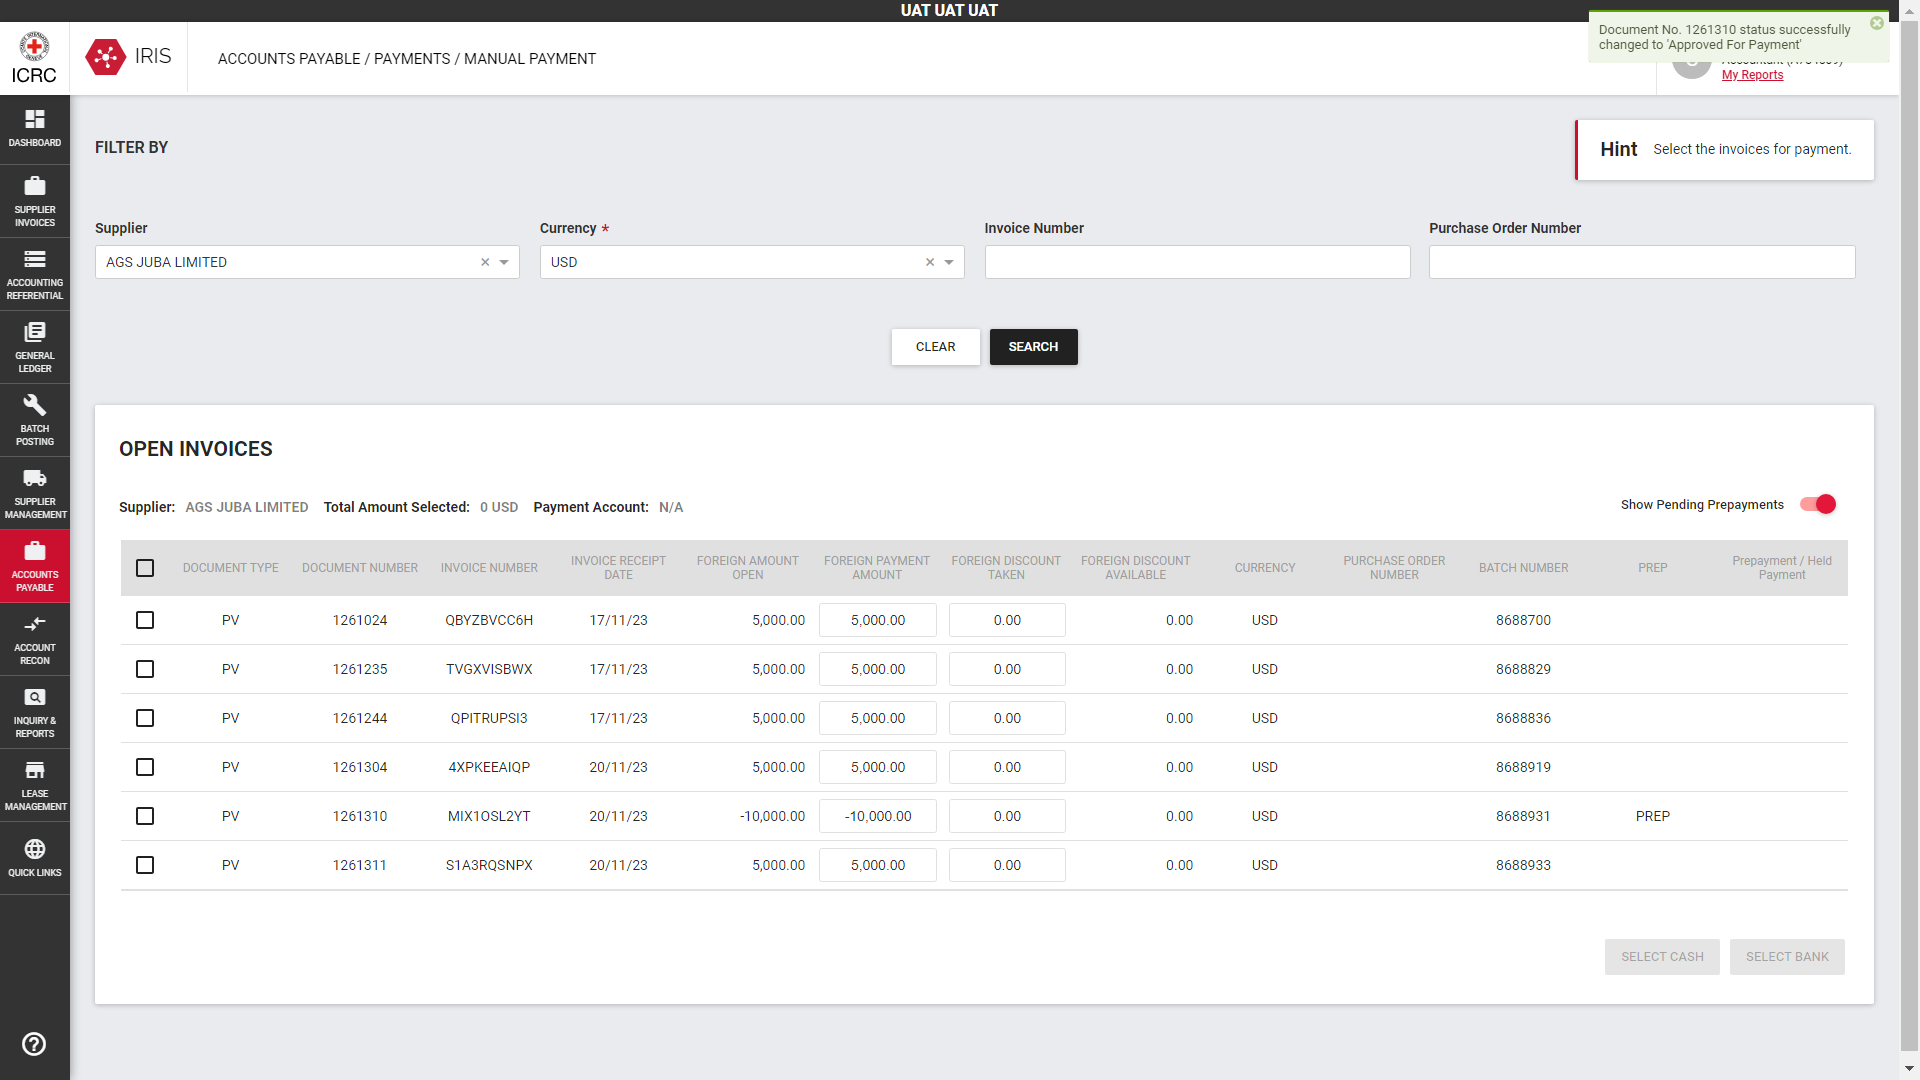 UAT UAT UAT
Document No. 1261310 status successfully
changed to 'Approved For Payment'
ICRC
IRIS
ACCOUNTS PAYABLE / PAYMENTS / MANUAL PAYMENT
My Reports
DASHBOARD
SUPPLIER
INVOICES
ACCOUNTING
REFERENTIAL
GENERAL
LEDGER
BATCH
POSTING
SUPPLIER
MANAGEMENT
ACCOUNTS
PAYABLE
ACCOUNT
RECON
INQUIRY &
REPORTS
LEASE
MANAGEMENT
QUICK LINKS
FILTER BY
Hint Select the invoices for payment.
Supplier Currency * Invoice Number Purchase Order Number
AGS JUBA LIMITED USD
CLEAR SEARCH
OPEN INVOICES
Supplier: AGS JUBA LIMITED Total Amount Selected: 0 USD Payment Account: N/A
Show Pending Prepayments
DOCUMENT TYPE DOCUMENT NUMBER INVOICE NUMBER INVOICE RECEIPT DATE FOREIGN AMOUNT OPEN FOREIGN PAYMENT AMOUNT FOREIGN DISCOUNT TAKEN FOREIGN DISCOUNT AVAILABLE CURRENCY PURCHASE ORDER NUMBER BATCH NUMBER PREP Prepayment / Held Payment
PV 1261024 QBYZBVCC6H 17/11/23 5,000.00 5,000.00 0.00 0.00 USD 8688700
PV 1261235 TVGXVISBWX 17/11/23 5,000.00 5,000.00 0.00 0.00 USD 8688829
PV 1261244 QPITRUPSI3 17/11/23 5,000.00 5,000.00 0.00 0.00 USD 8688836
PV 1261304 4XPKEEAIQP 20/11/23 5,000.00 5,000.00 0.00 0.00 USD 8688919
PV 1261310 MIX1OSL2YT 20/11/23 -10,000.00 -10,000.00 0.00 0.00 USD 8688931 PREP
PV 1261311 S1A3RQSNPX 20/11/23 5,000.00 5,000.00 0.00 0.00 USD 8688933
SELECT CASH SELECT BANK